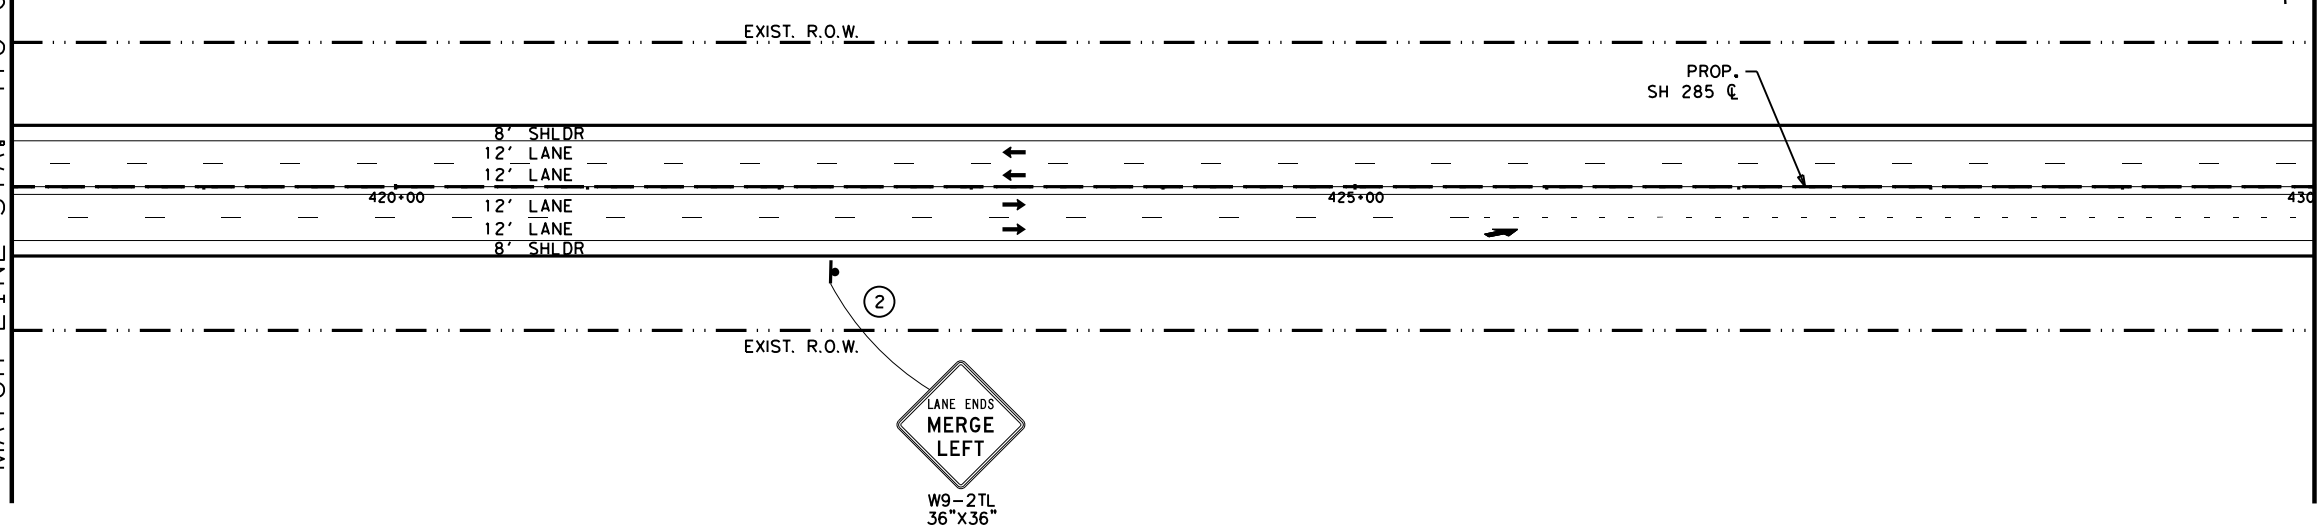 EXIST. R.O.W.
PROP.
SH 285 ℄
8' SHLDR
12' LANE
12' LANE
420+00
425+00
430
12' LANE
12' LANE
8' SHLDR
2
EXIST. R.O.W.
LANE ENDS
MERGE
LEFT
W9-2TL
36"X36"